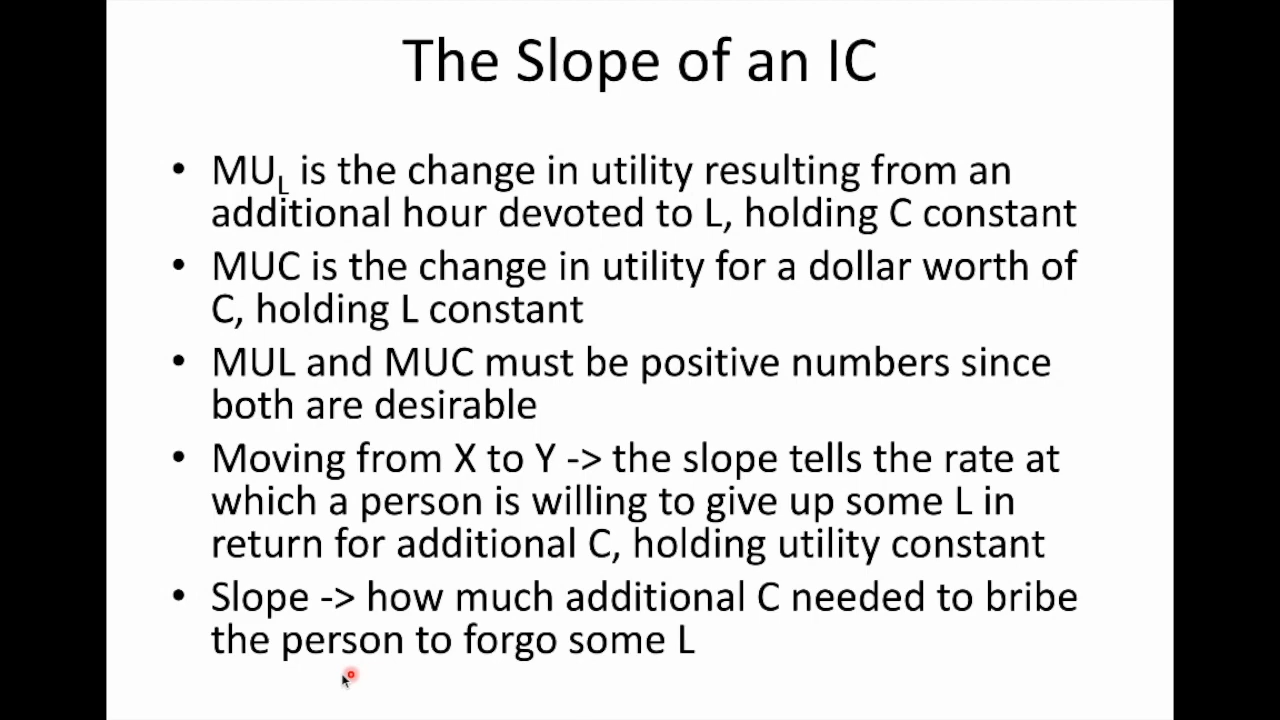 The Slope of an IC
• MU_L is the change in utility resulting from an
additional hour devoted to L, holding C constant
• MUC is the change in utility for a dollar worth of
C, holding L constant
• MUL and MUC must be positive numbers since
both are desirable
• Moving from X to Y -> the slope tells the rate at
which a person is willing to give up some L in
return for additional C, holding utility constant
• Slope -> how much additional C needed to bribe
the person to forgo some L